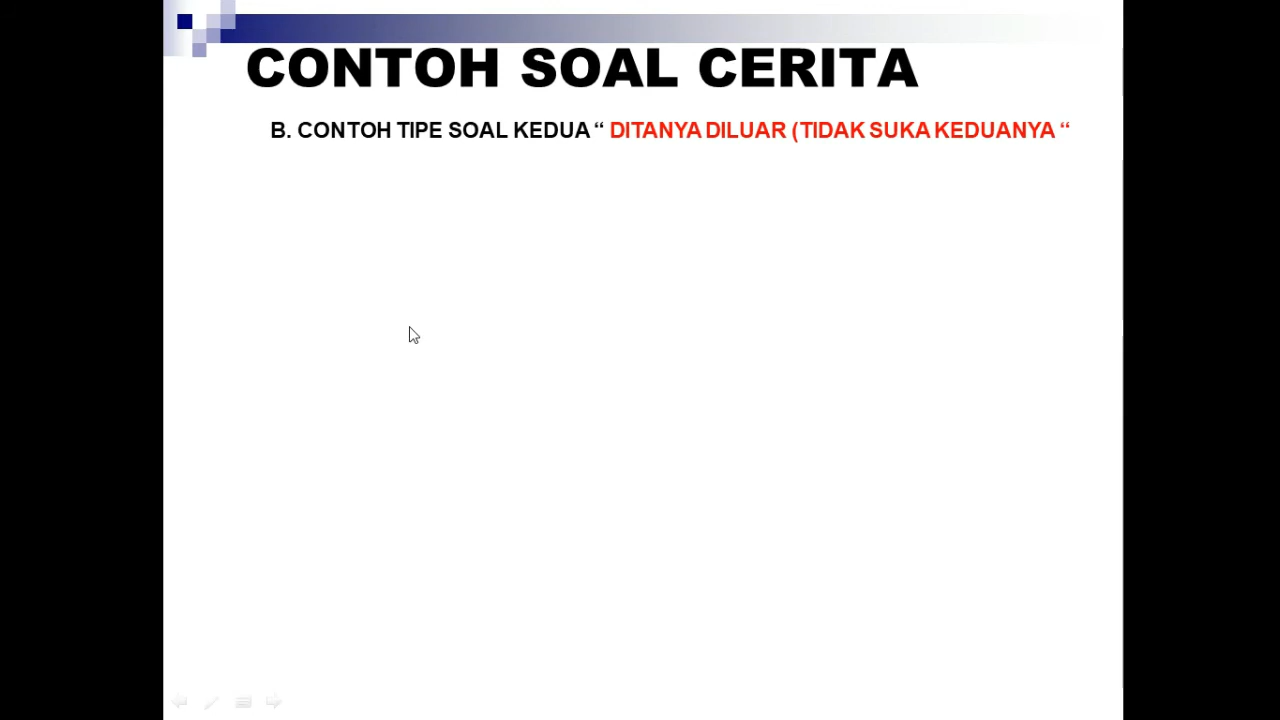 CONTOH SOAL CERITA
B. CONTOH TIPE SOAL KEDUA “ DITANYA DILUAR (TIDAK SUKA KEDUANYA “